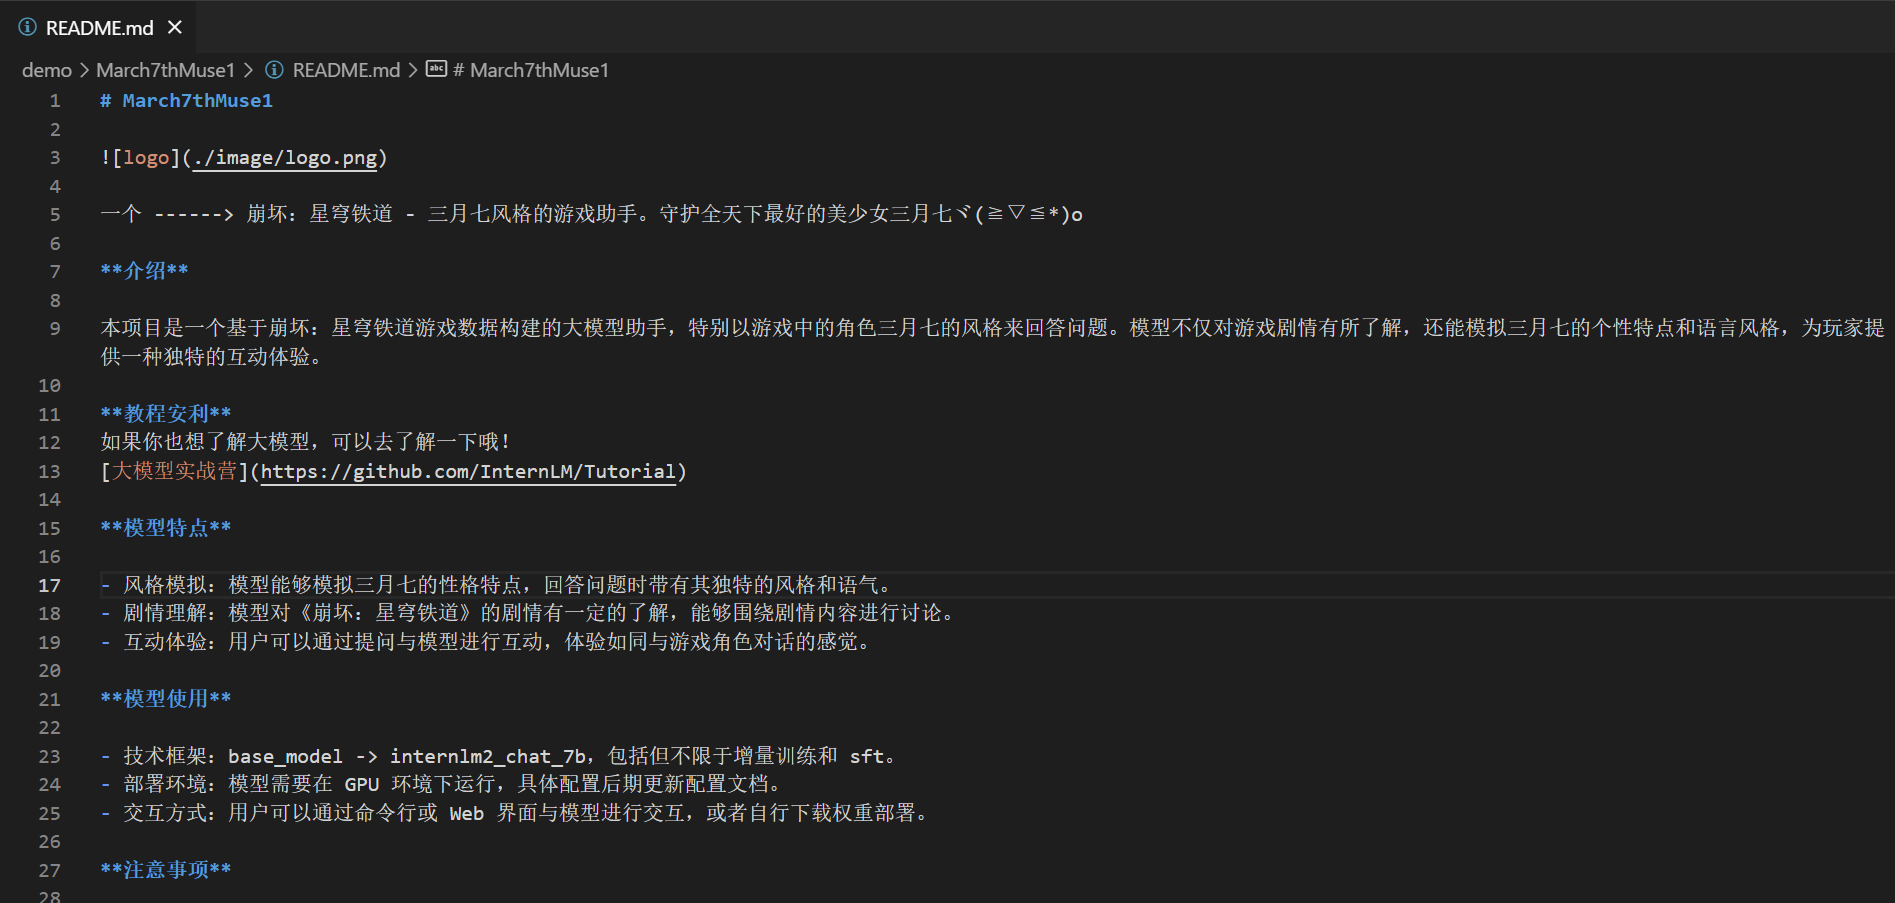 README.md
demo > March7thMuse1 > README.md > # March7thMuse1
1 # March7thMuse1
2
3 ![logo](./image/logo.png)
4
5 一个 ------> 崩坏：星穹铁道 - 三月七风格的游戏助手。守护全天下最好的美少女三月七ヾ(≧▽≦*)o
6
7 **介绍**
8
9 本项目是一个基于崩坏：星穹铁道游戏数据构建的大模型助手，特别以游戏中的角色三月七的风格来回答问题。模型不仅对游戏剧情有所了解，还能模拟三月七的个性特点和语言风格，为玩家提
供一种独特的互动体验。
10
11 **教程安利**
12 如果你也想了解大模型，可以去了解一下哦！
13 [大模型实战营](https://github.com/InternLM/Tutorial)
14
15 **模型特点**
16
17 - 风格模拟：模型能够模拟三月七的性格特点，回答问题时带有其独特的风格和语气。
18 - 剧情理解：模型对《崩坏：星穹铁道》的剧情有一定的了解，能够围绕剧情内容进行讨论。
19 - 互动体验：用户可以通过提问与模型进行互动，体验如同与游戏角色对话的感觉。
20
21 **模型使用**
22
23 - 技术框架：base_model -> internlm2_chat_7b，包括但不限于增量训练和 sft。
24 - 部署环境：模型需要在 GPU 环境下运行，具体配置后期更新配置文档。
25 - 交互方式：用户可以通过命令行或 Web 界面与模型进行交互，或者自行下载权重部署。
26
27 **注意事项**
28